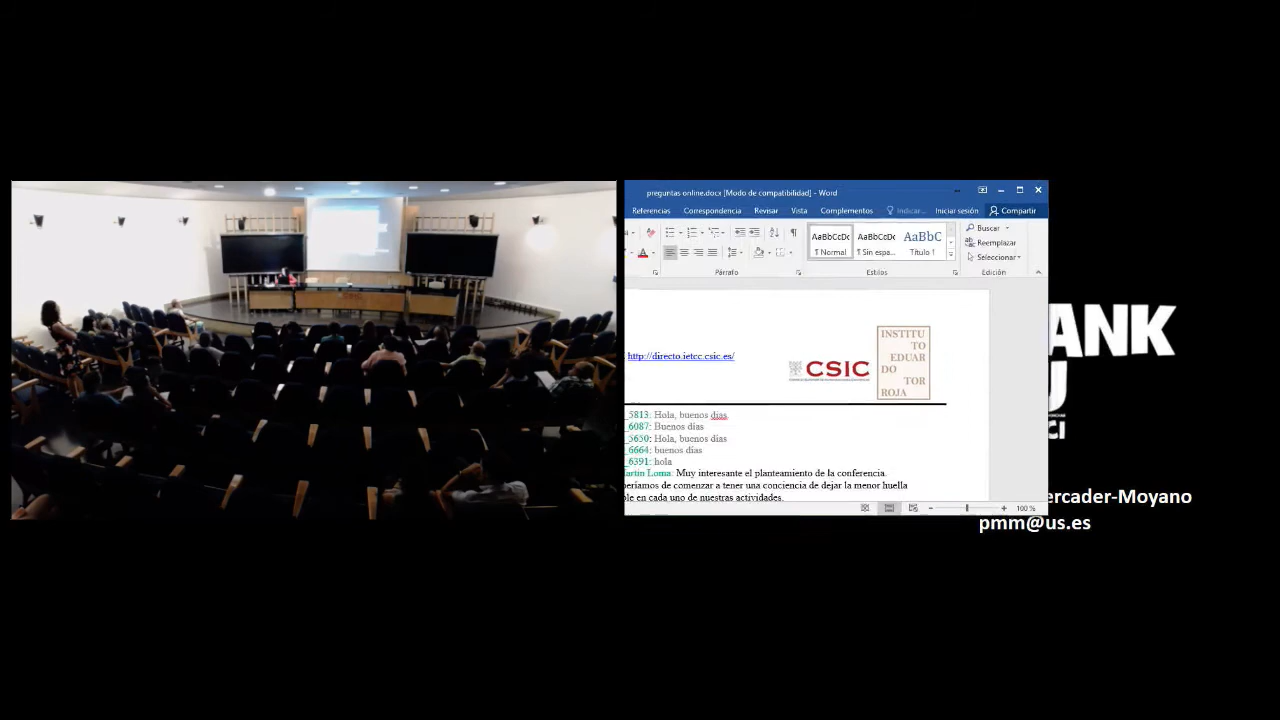 preguntas online.docx [Modo de compatibilidad] - Word
Referencias Correspondencia Revisar Vista Complementos Indicar... Iniciar sesión Compartir
AaBbCcDc AaBbCcDc AaBbC
¶ Normal ¶ Sin espa... Título 1
Buscar
Reemplazar
Seleccionar
Párrafo Estilos Edición
http://directo.ietcc.csic.es/
CSIC
INSTITU
TO
EDUAR
DO
TOR
ROJA
_5813: Hola, buenos días
_6087: Buenos días
_5650: Hola, buenos días
_6664: buenos días
_6391: hola
artín Loma: Muy interesante el planteamiento de la conferencia.
beríamos de comenzar a tener una conciencia de dejar la menor huella
ble en cada uno de nuestras actividades.
100 %
ANK
U
CI
ercader-Moyano
pmm@us.es
CSIC